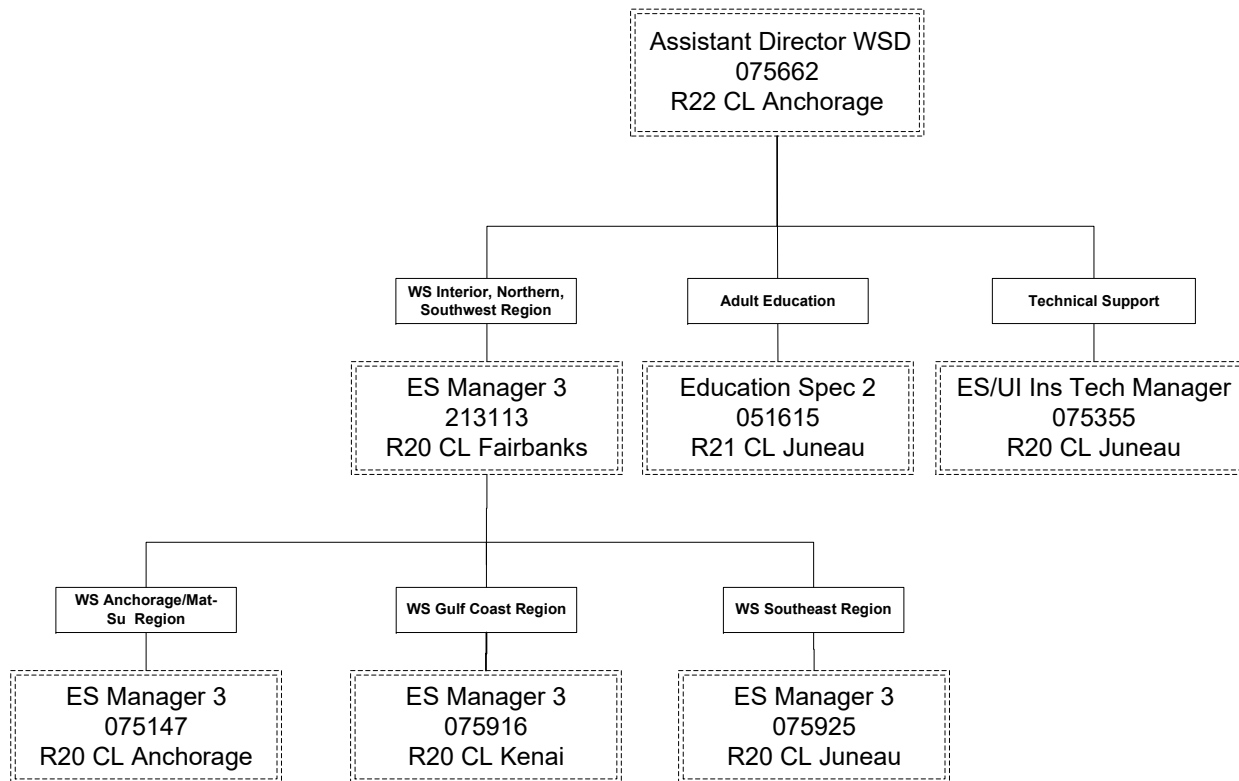 Assistant Director WSD
075662
R22 CL Anchorage
WS Interior, Northern,
Southwest Region
Adult Education
Technical Support
ES Manager 3
213113
R20 CL Fairbanks
Education Spec 2
051615
R21 CL Juneau
ES/UI Ins Tech Manager
075355
R20 CL Juneau
WS Anchorage/Mat-
Su Region
WS Gulf Coast Region
WS Southeast Region
ES Manager 3
075147
R20 CL Anchorage
ES Manager 3
075916
R20 CL Kenai
ES Manager 3
075925
R20 CL Juneau